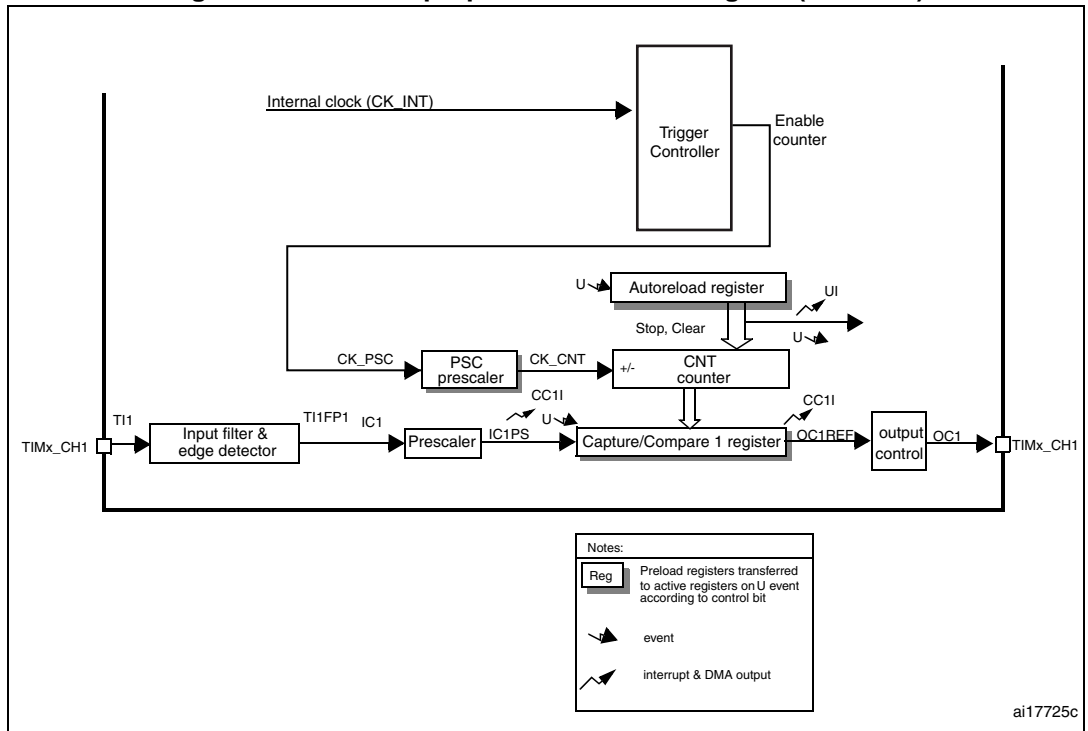 Internal clock (CK_INT)
Trigger
Controller
Enable
counter
U
Autoreload register
UI
Stop, Clear
U
CK_PSC
PSC
prescaler
CK_CNT
+/-
CNT
counter
CC1I
CC1I
U
TI1
TI1FP1
IC1
IC1PS
TIMx_CH1
Input filter &
edge detector
Prescaler
Capture/Compare 1 register
OC1REF
output
control
OC1
TIMx_CH1
Notes:
Reg
Preload registers transferred
to active registers on U event
according to control bit
event
interrupt & DMA output
ai17725c